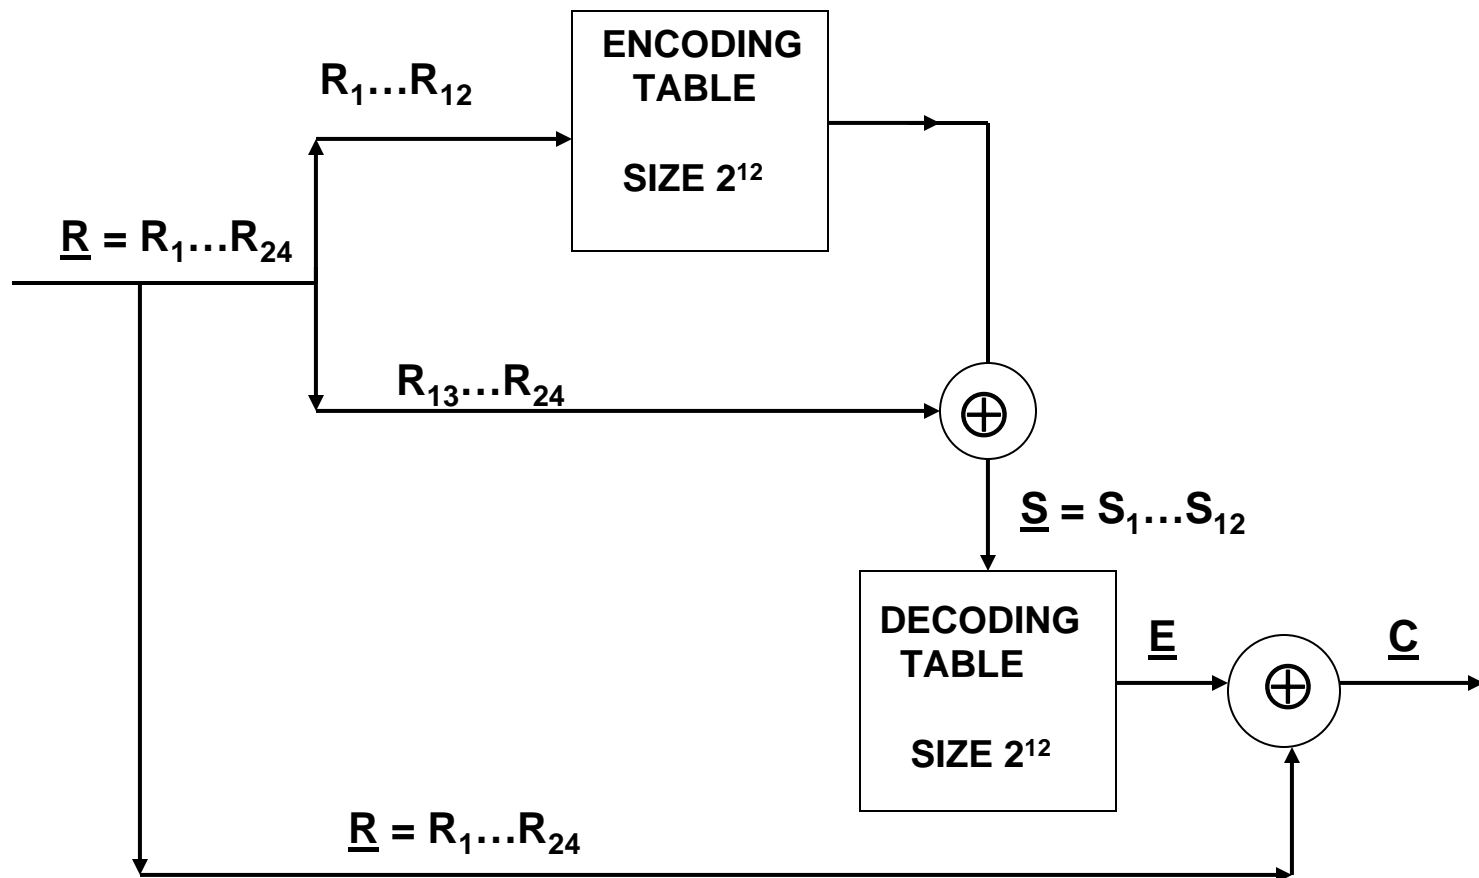 ENCODING
TABLE
SIZE 2¹²
R₁…R₁₂
R = R₁…R₂₄
R₁₃…R₂₄
⊕
S = S₁…S₁₂
DECODING
TABLE
SIZE 2¹²
E
⊕
C
R = R₁…R₂₄